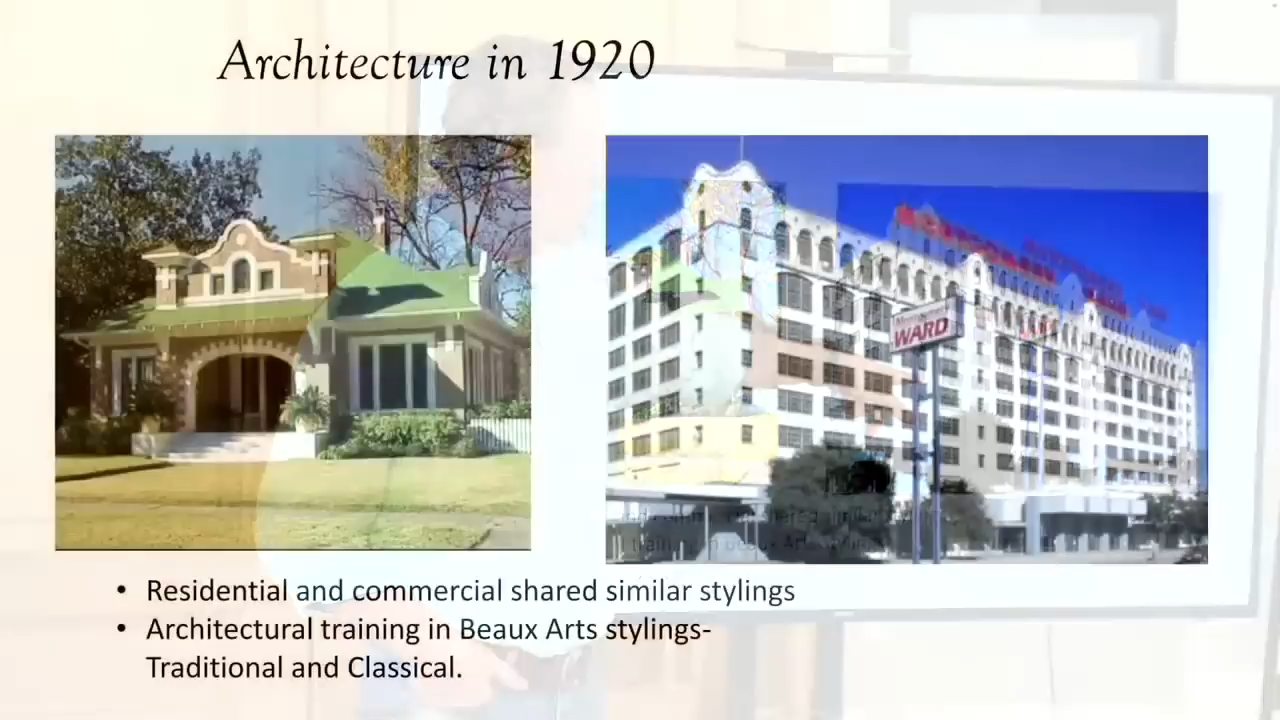 Architecture in 1920
WARD
• Residential and commercial shared similar stylings
• Architectural training in Beaux Arts stylings-
Traditional and Classical.